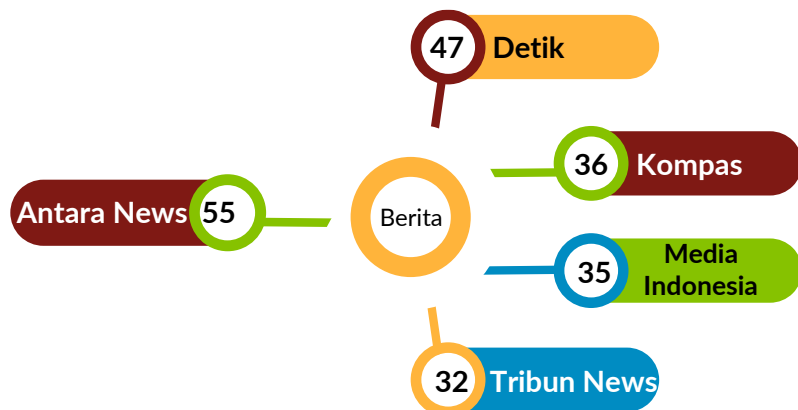 47 Detik
36 Kompas
Antara News 55
Berita
35 Media
Indonesia
32 Tribun News